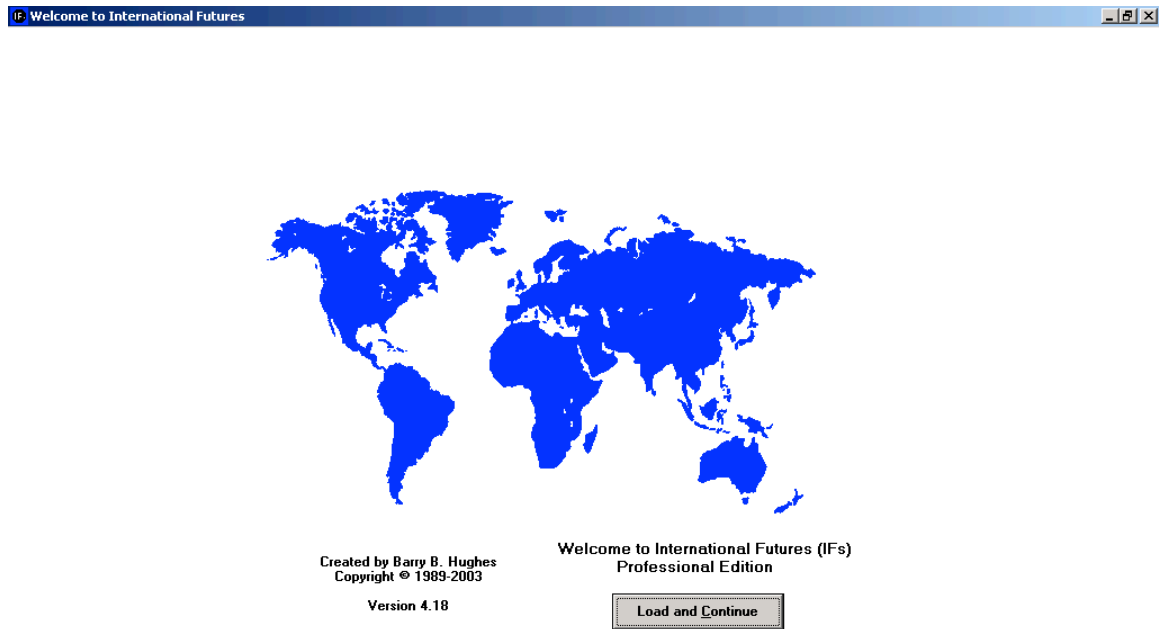 IF Welcome to International Futures
Created by Barry B. Hughes
Copyright © 1989-2003
Version 4.18
Welcome to International Futures (IFs)
Professional Edition
Load and Continue